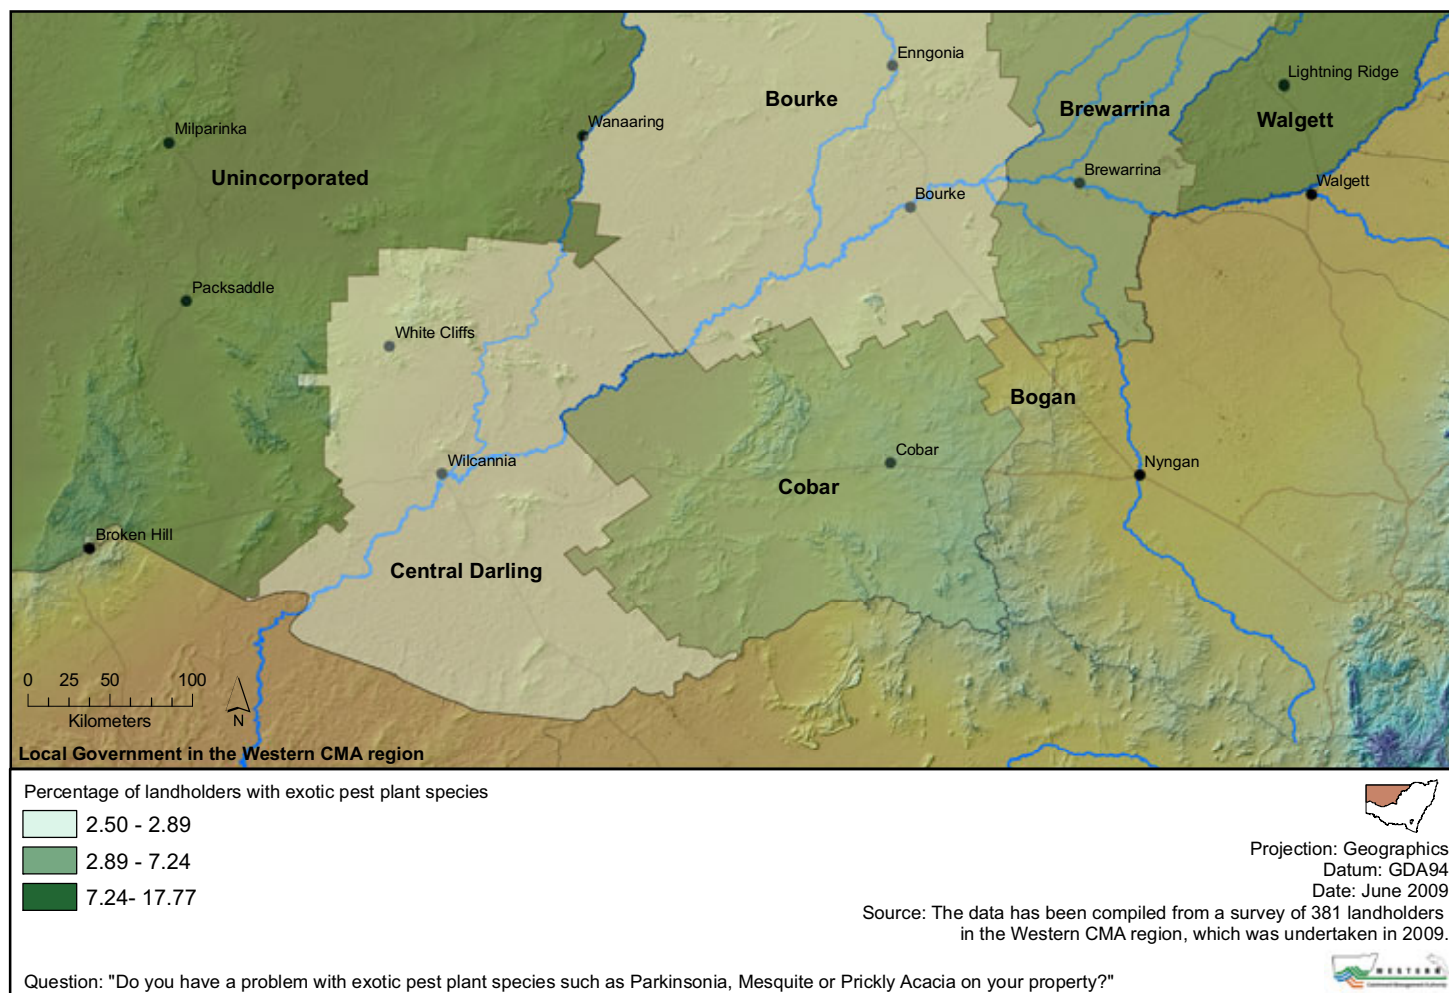 Enngonia
Lightning Ridge
Bourke
Brewarrina
Walgett
Milparinka
Wanaaring
Unincorporated
Brewarrina
Walgett
Bourke
Packsaddle
White Cliffs
Bogan
Cobar
Wilcannia
Nyngan
Cobar
Broken Hill
Central Darling
0 25 50 100
Kilometers
N
Local Government in the Western CMA region
Percentage of landholders with exotic pest plant species
2.50 - 2.89
2.89 - 7.24
7.24- 17.77
Projection: Geographics
Datum: GDA94
Date: June 2009
Source: The data has been compiled from a survey of 381 landholders
in the Western CMA region, which was undertaken in 2009.
WESTERN
Catchment Management Authority
Question: "Do you have a problem with exotic pest plant species such as Parkinsonia, Mesquite or Prickly Acacia on your property?"